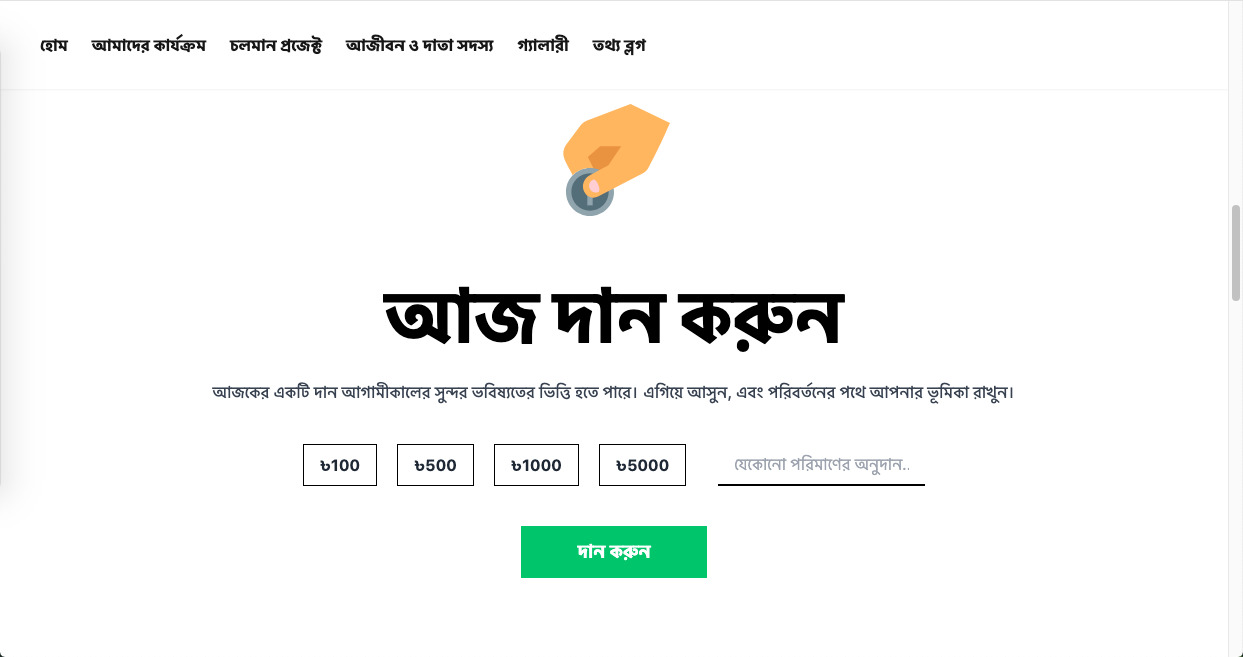 হোম আমাদের কার্যক্রম চলমান প্রজেক্ট আজীবন ও দাতা সদস্য গ্যালারী তথ্য ব্লগ
আজ দান করুন
আজকের একটি দান আগামীকালের সুন্দর ভবিষ্যতের ভিত্তি হতে পারে। এগিয়ে আসুন, এবং পরিবর্তনের পথে আপনার ভূমিকা রাখুন।
৳100 ৳500 ৳1000 ৳5000 যেকোনো পরিমাণের অনুদান..
দান করুন